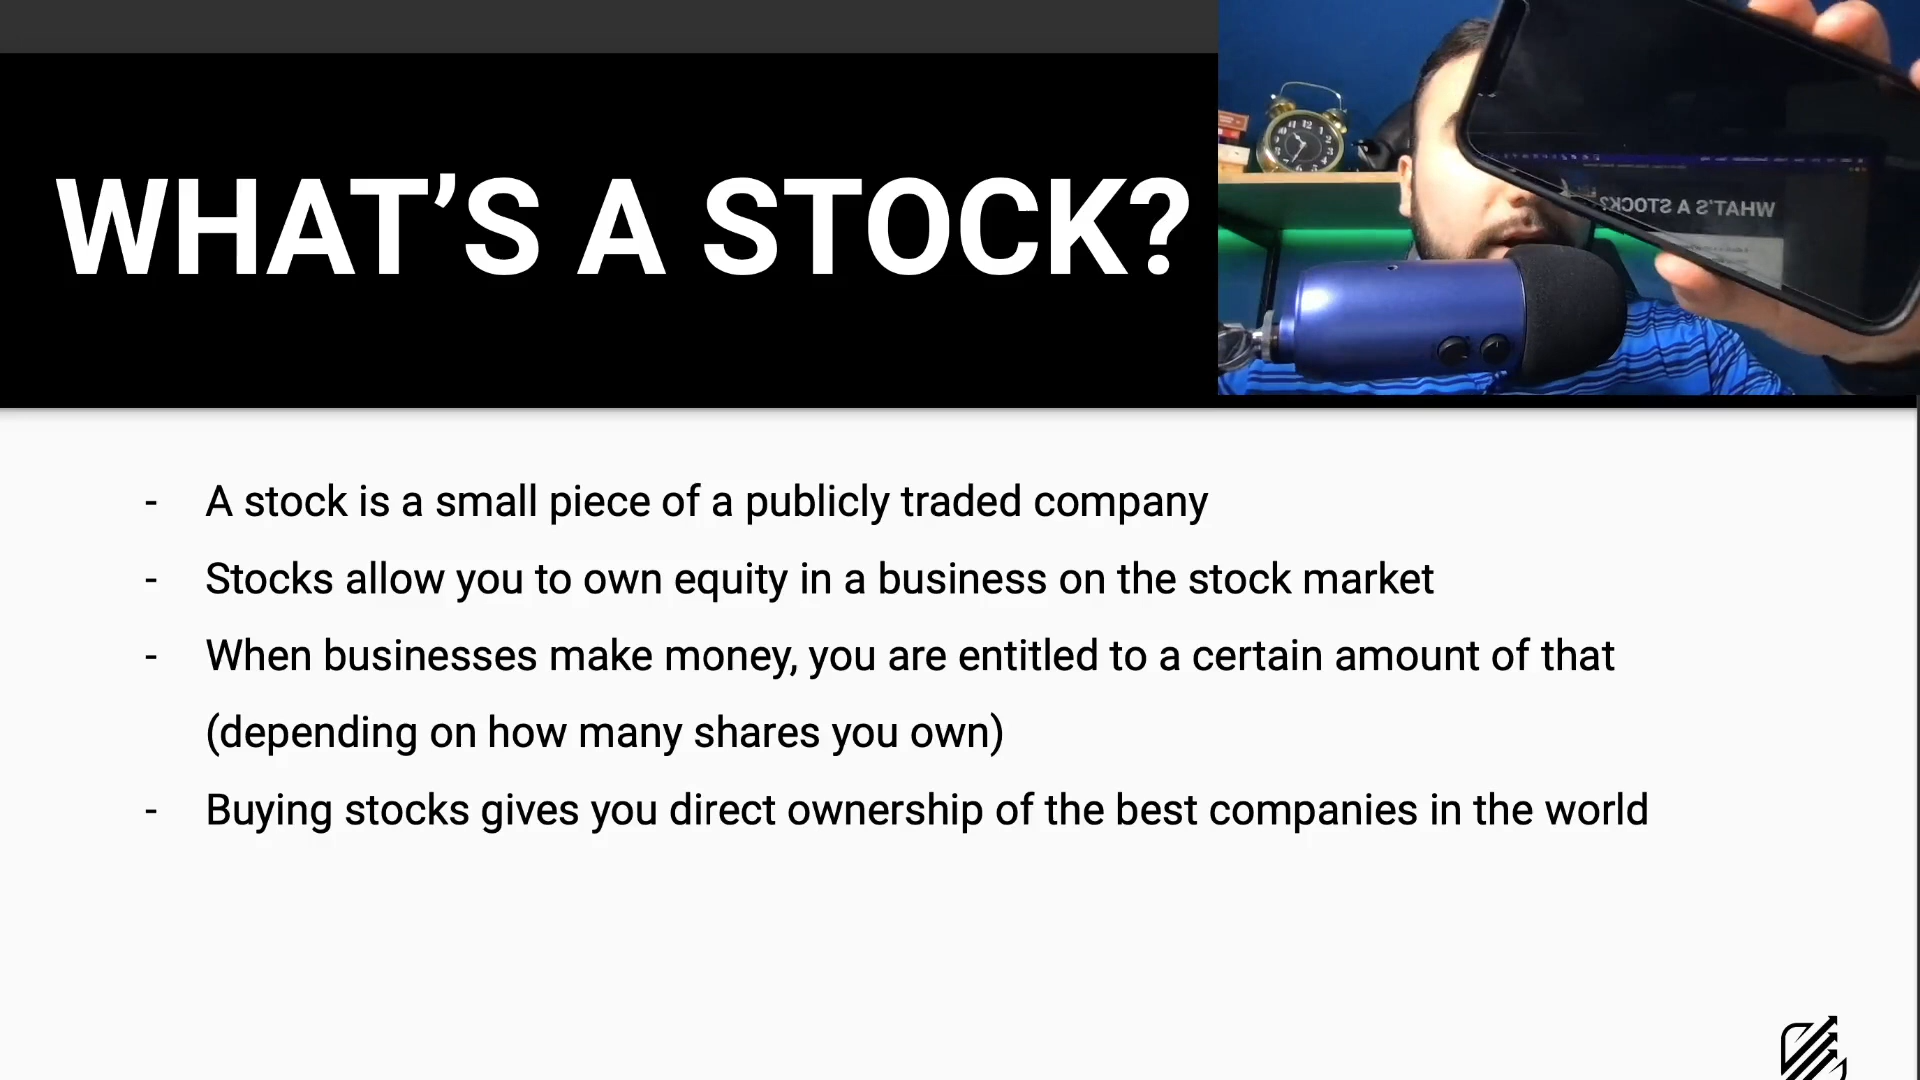 WHAT’S A STOCK?
WHAT'S A STOCK?
- A stock is a small piece of a publicly traded company
- Stocks allow you to own equity in a business on the stock market
- When businesses make money, you are entitled to a certain amount of that
(depending on how many shares you own)
- Buying stocks gives you direct ownership of the best companies in the world